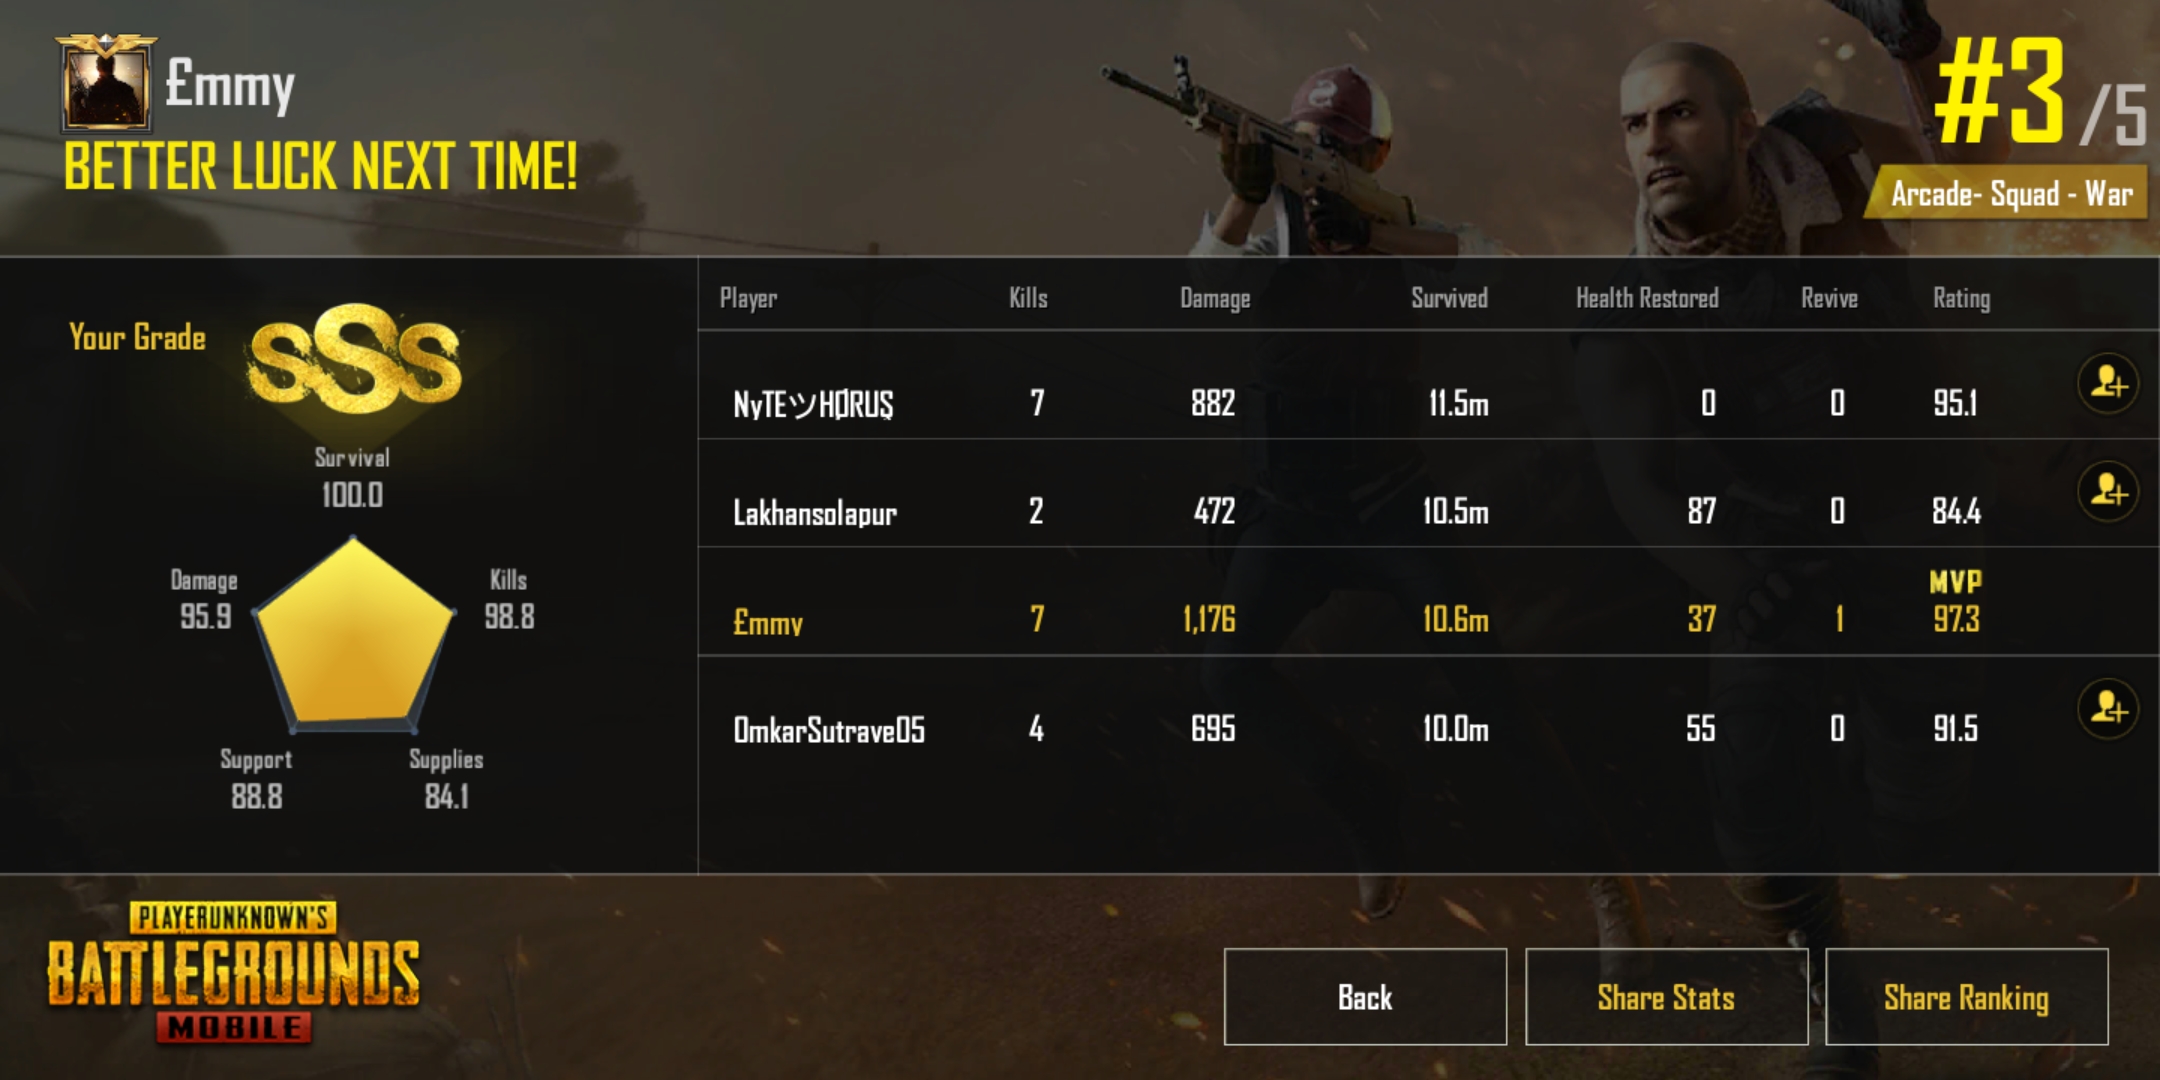 £mmy
BETTER LUCK NEXT TIME!
#3 /5
Arcade- Squad - War
Your Grade
SSS
Survival
100.0
Damage
95.9
Kills
98.8
Support
88.8
Supplies
84.1
Player Kills Damage Survived Health Restored Revive Rating
NyTEツHØRUŞ 7 882 11.5m 0 0 95.1
Lakhansolapur 2 472 10.5m 87 0 84.4
MVP
£mmy 7 1,176 10.6m 37 1 97.3
OmkarSutrave05 4 695 10.0m 55 0 91.5
PLAYERUNKNOWN'S
BATTLEGROUNDS
MOBILE
Back
Share Stats
Share Ranking